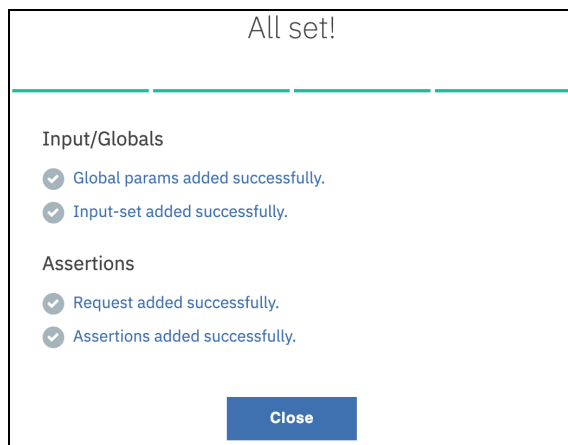 All set!
Input/Globals
Global params added successfully.
Input-set added successfully.
Assertions
Request added successfully.
Assertions added successfully.
Close